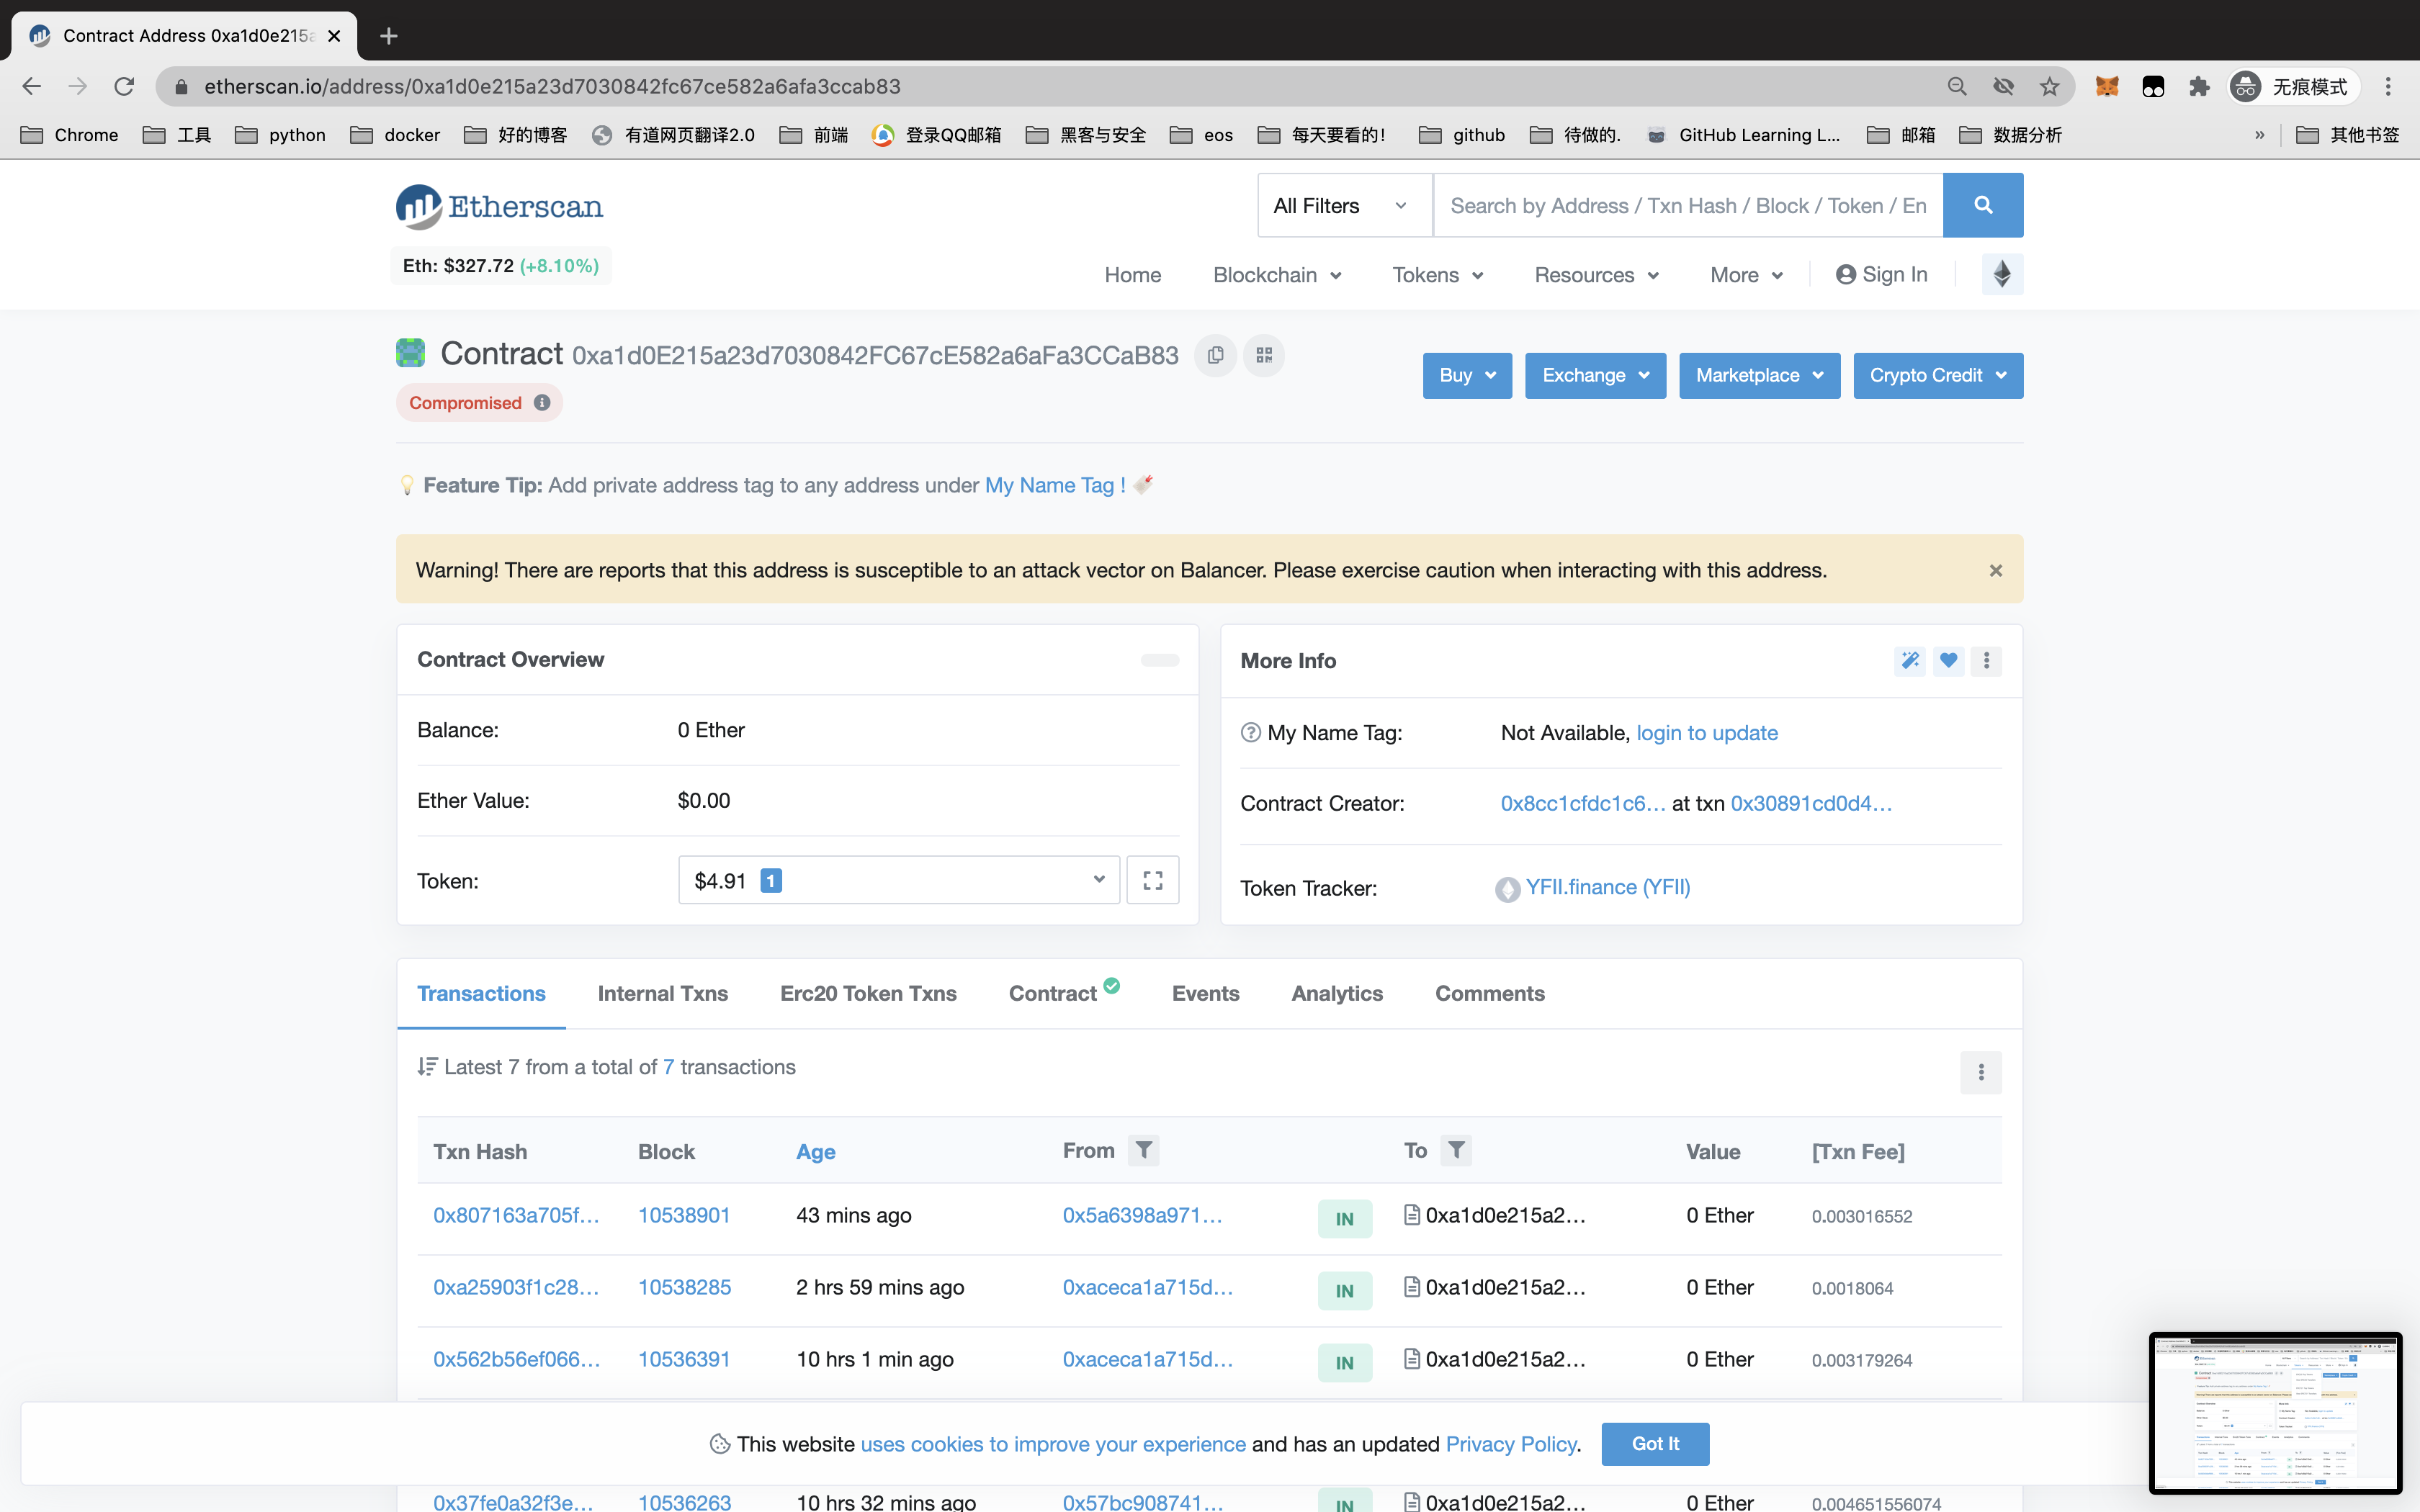 Contract Address 0xa1d0e215a
etherscan.io/address/0xa1d0e215a23d7030842fc67ce582a6afa3ccab83
无痕模式
Chrome 工具 python docker 好的博客 有道网页翻译2.0 前端 登录QQ邮箱 黑客与安全 eos 每天要看的! github 待做的. GitHub Learning L... 邮箱 数据分析 » 其他书签
Etherscan
All Filters Search by Address / Txn Hash / Block / Token / En
Eth: $327.72 (+8.10%)
Home Blockchain Tokens Resources More Sign In
Contract 0xa1d0E215a23d7030842FC67cE582a6aFa3CCaB83
Buy Exchange Marketplace Crypto Credit
Compromised
Feature Tip: Add private address tag to any address under My Name Tag !
Warning! There are reports that this address is susceptible to an attack vector on Balancer. Please exercise caution when interacting with this address. ×
Contract Overview
Balance: 0 Ether
Ether Value: $0.00
Token: $4.91 1
More Info
My Name Tag: Not Available, login to update
Contract Creator: 0x8cc1cfdc1c6... at txn 0x30891cd0d4...
Token Tracker: YFII.finance (YFII)
Transactions Internal Txns Erc20 Token Txns Contract Events Analytics Comments
Latest 7 from a total of 7 transactions
Txn Hash Block Age From To Value [Txn Fee]
0x807163a705f... 10538901 43 mins ago 0x5a6398a971... IN 0xa1d0e215a2... 0 Ether 0.003016552
0xa25903f1c28... 10538285 2 hrs 59 mins ago 0xaceca1a715d... IN 0xa1d0e215a2... 0 Ether 0.0018064
0x562b56ef066... 10536391 10 hrs 1 min ago 0xaceca1a715d... IN 0xa1d0e215a2... 0 Ether 0.003179264
This website uses cookies to improve your experience and has an updated Privacy Policy. Got It
0x37fe0a32f3e... 10536263 10 hrs 32 mins ago 0x57bc908741... IN 0xa1d0e215a2... 0 Ether 0.004651556074